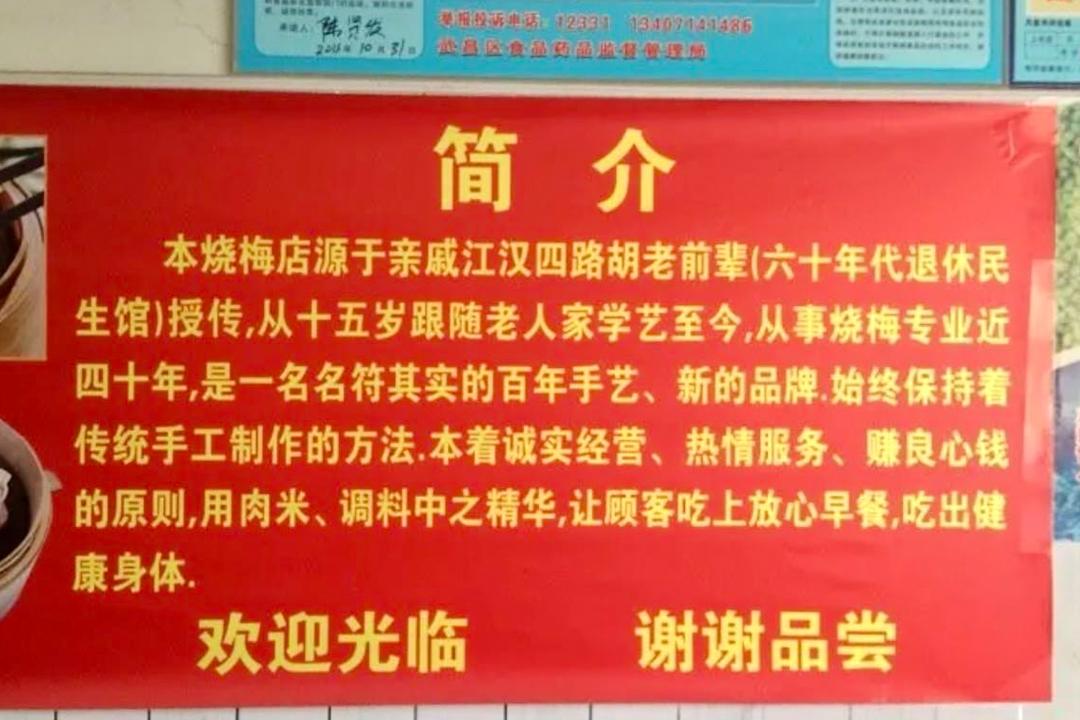 承诺人：陈贤俊
举报投诉电话：12331 13407141486
武昌区食品药品监督管理局
简 介
本烧梅店源于亲戚江汉四路胡老前辈(六十年代退休民
生馆)授传,从十五岁跟随老人家学艺至今,从事烧梅专业近
四十年,是一名名符其实的百年手艺、新的品牌.始终保持着
传统手工制作的方法.本着诚实经营、热情服务、赚良心钱
的原则,用肉米、调料中之精华,让顾客吃上放心早餐,吃出健
康身体.
欢迎光临 谢谢品尝